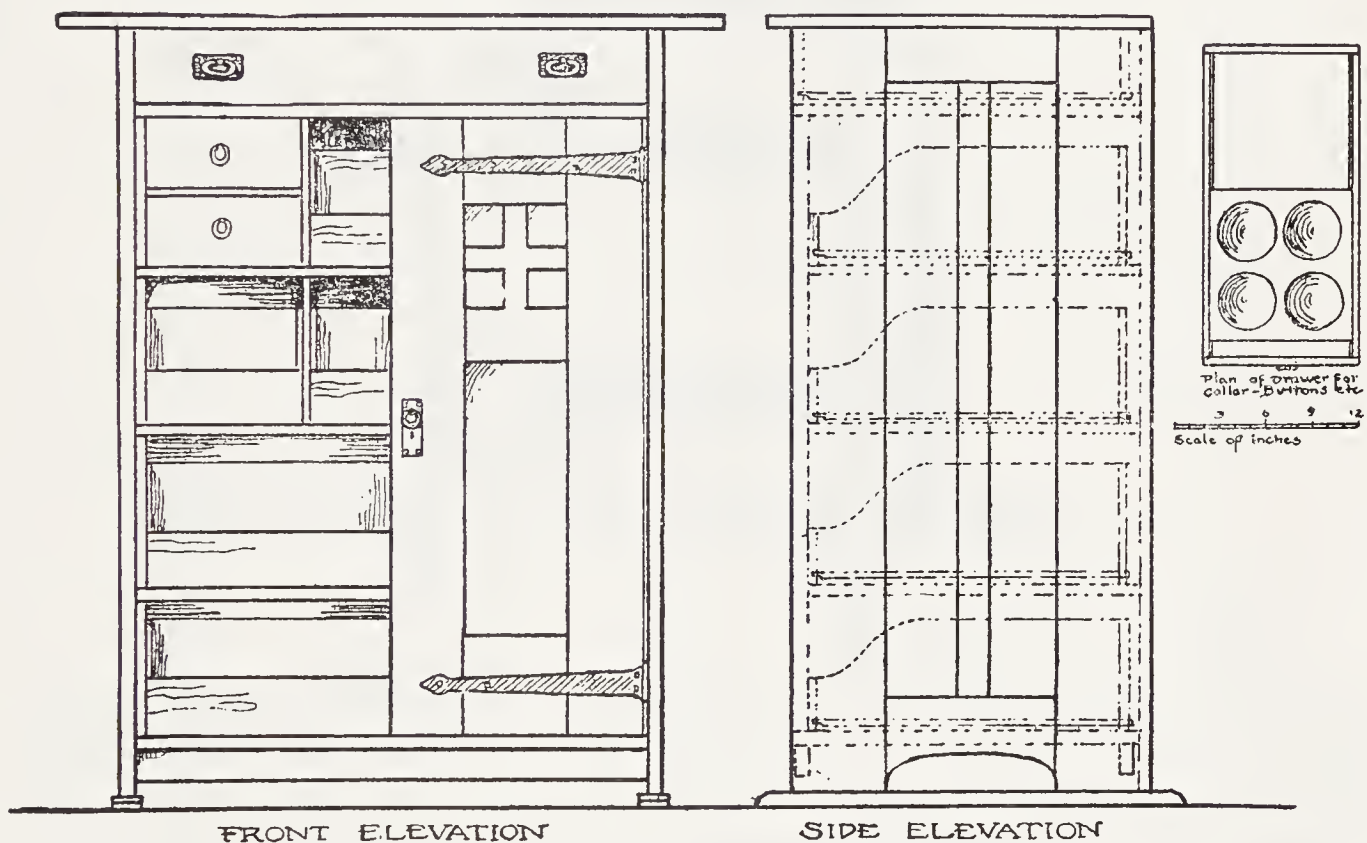 Plan of Drawer for
Collar-Buttons etc
3 6 9 12
Scale of inches
FRONT ELEVATION
SIDE ELEVATION